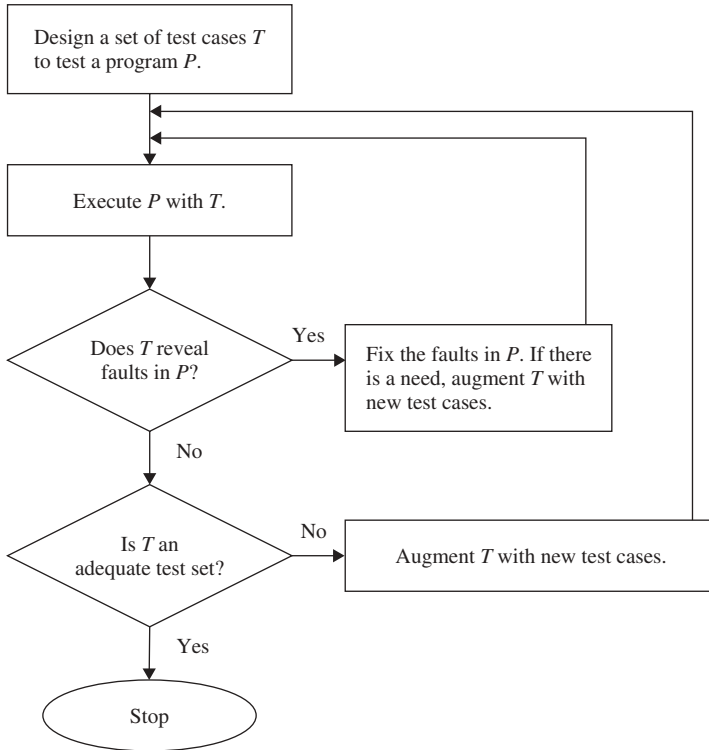 Design a set of test cases T
to test a program P.
Execute P with T.
Does T reveal
faults in P?
Yes
Fix the faults in P. If there
is a need, augment T with
new test cases.
No
Is T an
adequate test set?
No
Augment T with new test cases.
Yes
Stop